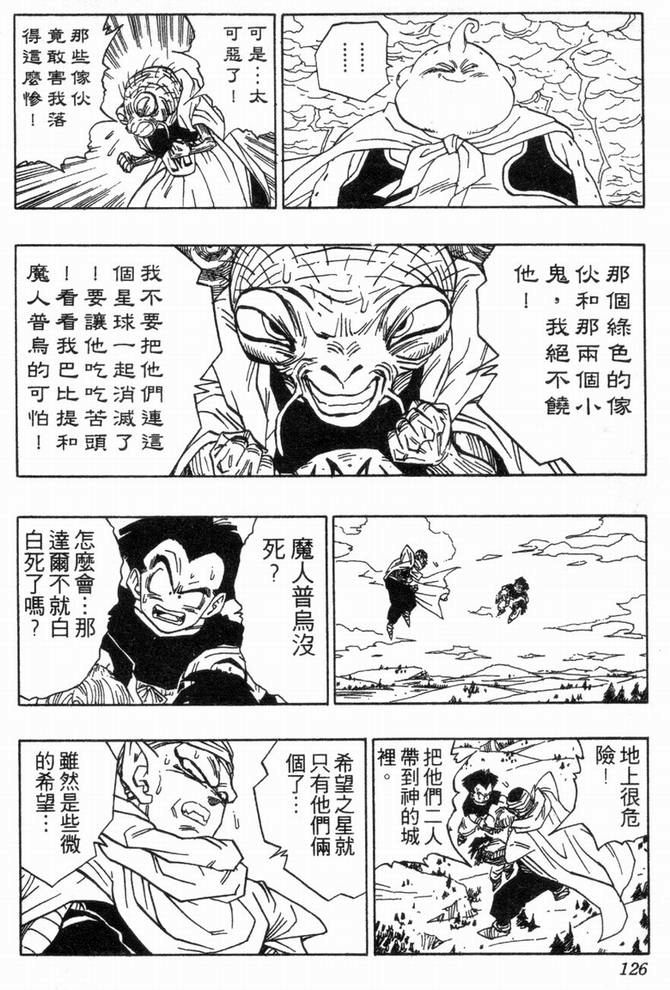 ……
……
可是…太
可惡了！
那些傢伙
竟敢害我落
得這麼慘！
那個綠色的傢
伙和那兩個小
鬼，我絕不饒
他！
我不要把他們連這
個星球一起消滅了
！要讓他吃吃苦頭
！看看我巴比提和
魔人普烏的可怕！
魔人普烏沒
死？
怎麼會…那
達爾不就白
白死了嗎？
地上很危
險！
把他們二人
帶到神的城
裡。
希望之星就
只有他們倆
個了…
雖然是些微
的希望…
126